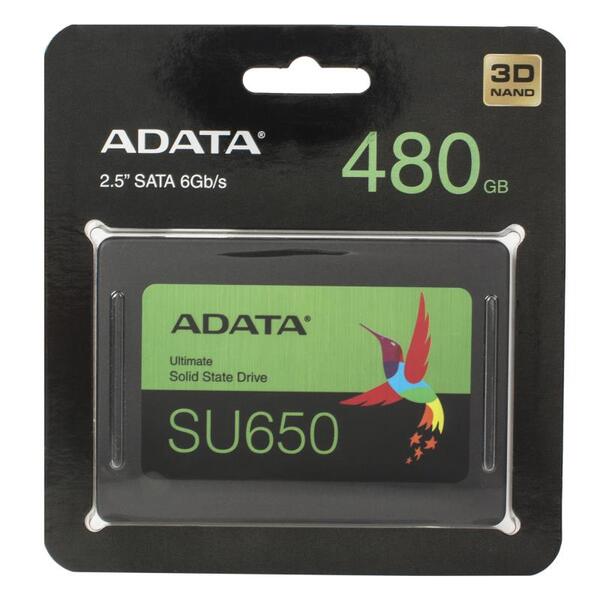 3D
NAND
ADATA®
2.5" SATA 6Gb/s
480 GB
ADATA®
Ultimate
Solid State Drive
SU650